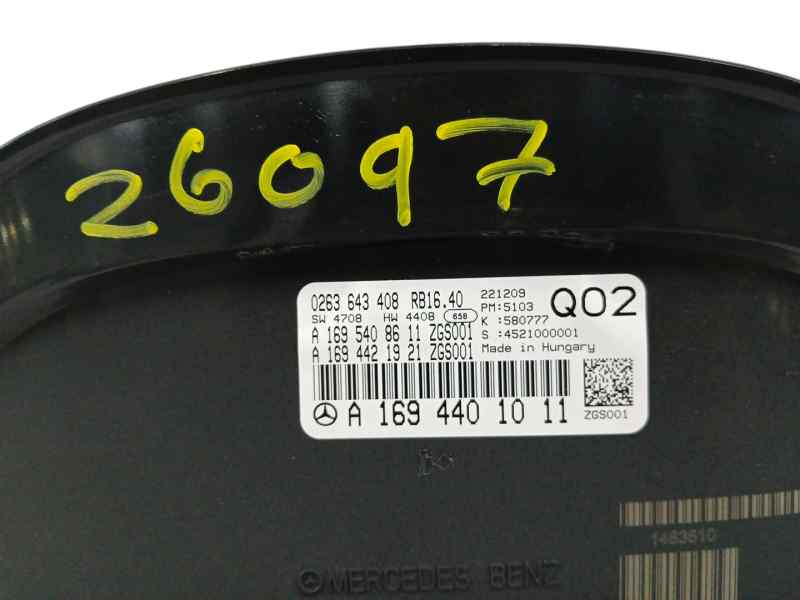 26097
0263 643 408 RB16.40
SW 4708 HW 4408 658
A 169 540 86 11 ZGS001
A 169 442 19 21 ZGS001
221209
PM:5103
K :580777
S :4521000001
Made in Hungary
Q02
A 169 440 10 11
ZGS001
1463610
MERCEDES BENZ